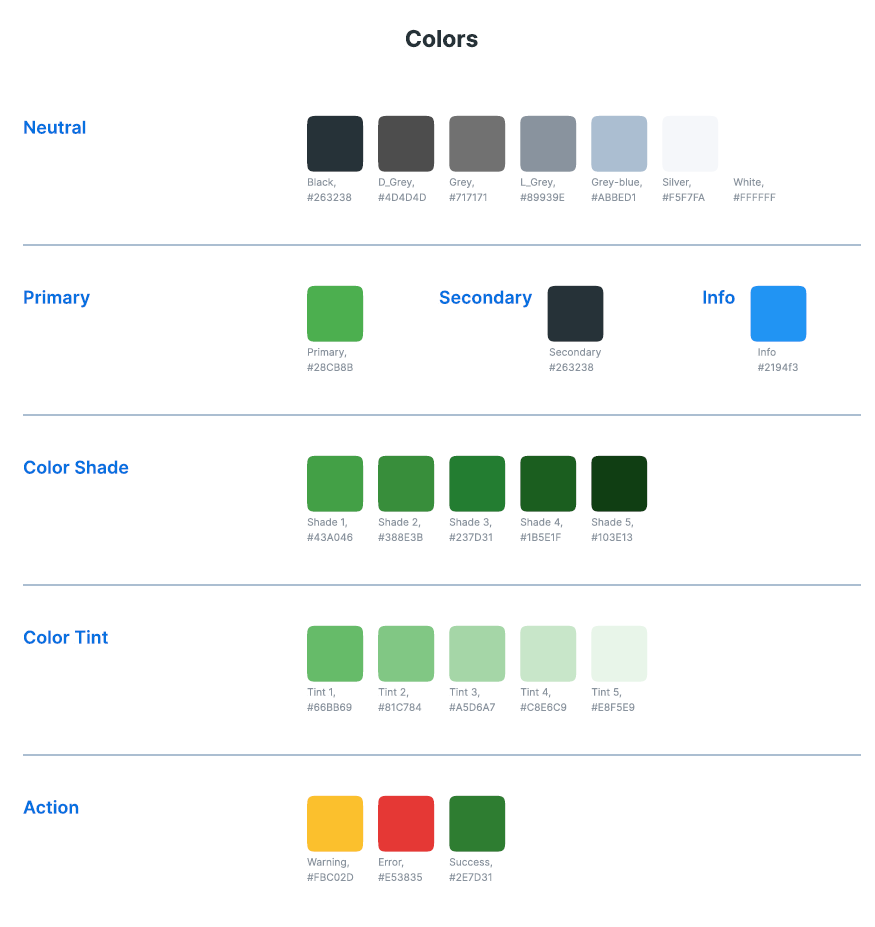 Colors
Neutral
Black,
#263238
D_Grey,
#4D4D4D
Grey,
#717171
L_Grey,
#89939E
Grey-blue,
#ABBED1
Silver,
#F5F7FA
White,
#FFFFFF
Primary
Primary,
#28CB8B
Secondary
Secondary
#263238
Info
Info
#2194f3
Color Shade
Shade 1,
#43A046
Shade 2,
#388E3B
Shade 3,
#237D31
Shade 4,
#1B5E1F
Shade 5,
#103E13
Color Tint
Tint 1,
#66BB69
Tint 2,
#81C784
Tint 3,
#A5D6A7
Tint 4,
#C8E6C9
Tint 5,
#E8F5E9
Action
Warning,
#FBC02D
Error,
#E53835
Success,
#2E7D31